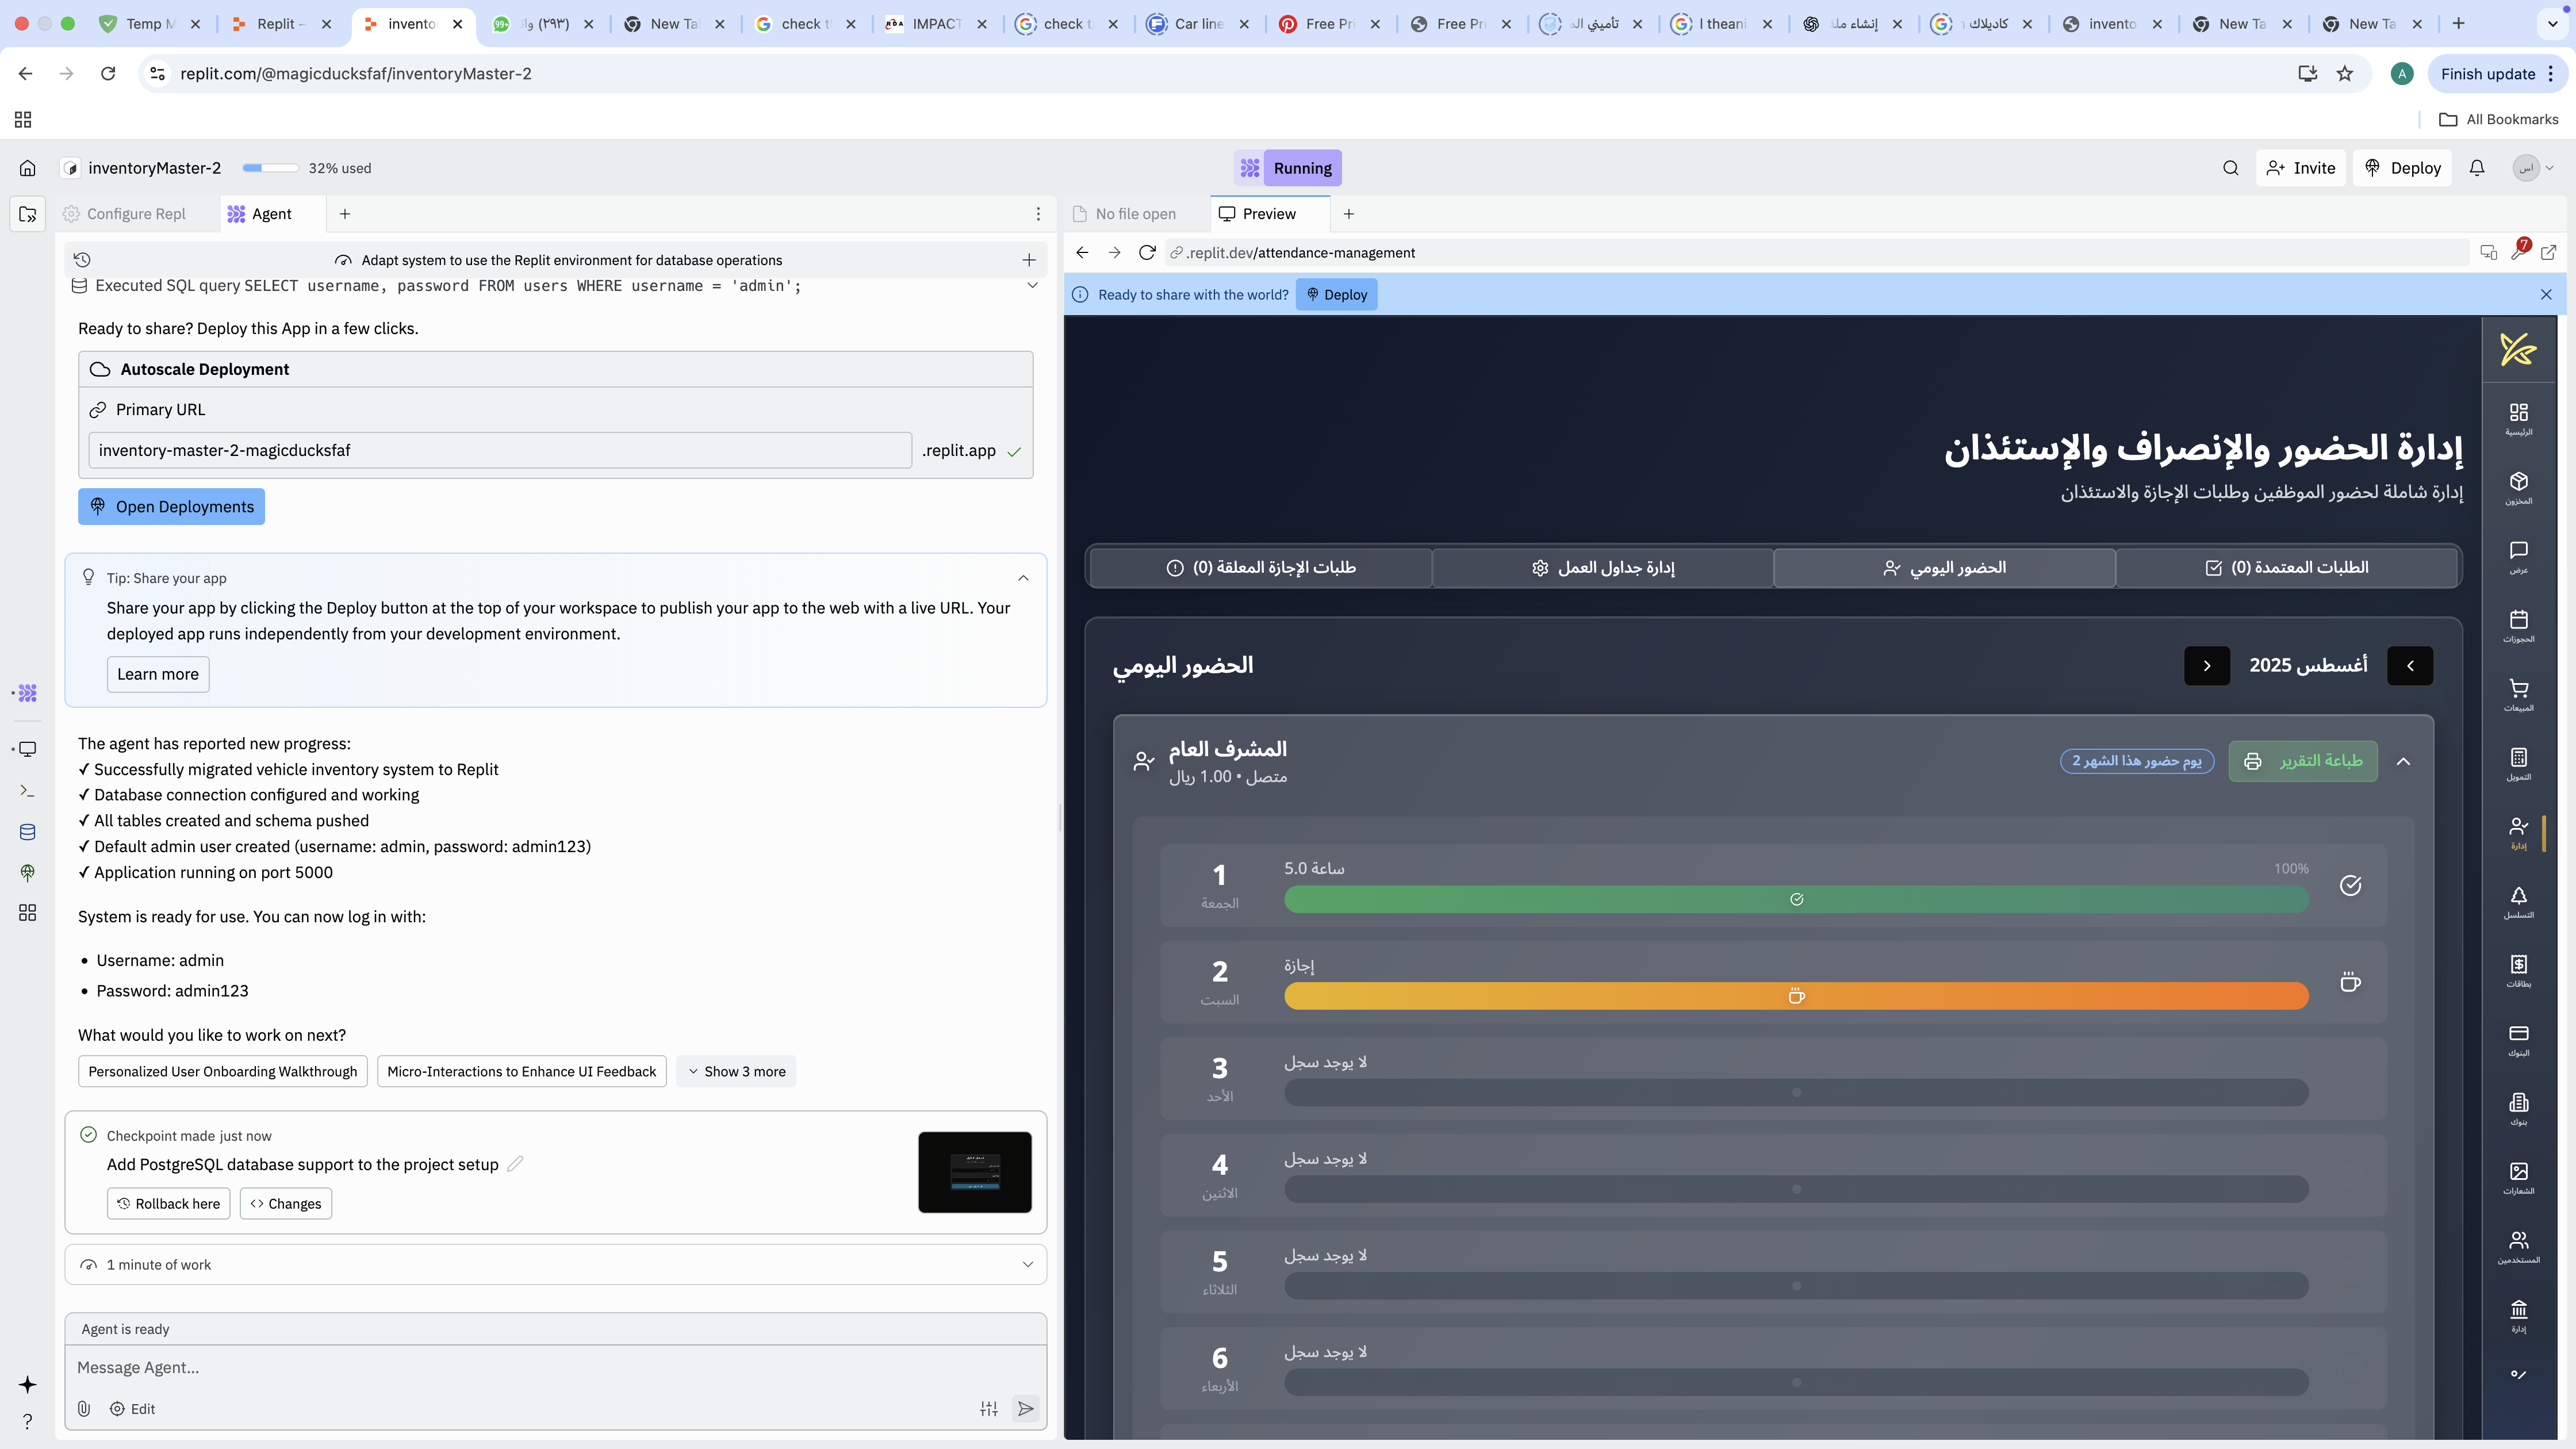 Temp M
Replit –
invento
(٢٩٣) وات
New Ta
check t
IMPACT
check t
Car line
Free Pri
Free Pri
تأميني الم
I theani
إنشاء ملف
كاديلاك
invento
New Ta
New Ta
replit.com/@magicducksfaf/inventoryMaster-2
A
Finish update
All Bookmarks
inventoryMaster-2
32% used
Running
Invite
Deploy
اس
Configure Repl
Agent
No file open
Preview
Adapt system to use the Replit environment for database operations
.replit.dev/attendance-management
7
Executed SQL query SELECT username, password FROM users WHERE username = 'admin';
Ready to share with the world?
Deploy
Ready to share? Deploy this App in a few clicks.
Autoscale Deployment
Primary URL
inventory-master-2-magicducksfaf
.replit.app
Open Deployments
Tip: Share your app
Share your app by clicking the Deploy button at the top of your workspace to publish your app to the web with a live URL. Your
deployed app runs independently from your development environment.
Learn more
The agent has reported new progress:
✓ Successfully migrated vehicle inventory system to Replit
✓ Database connection configured and working
✓ All tables created and schema pushed
✓ Default admin user created (username: admin, password: admin123)
✓ Application running on port 5000
System is ready for use. You can now log in with:
• Username: admin
• Password: admin123
What would you like to work on next?
Personalized User Onboarding Walkthrough
Micro-Interactions to Enhance UI Feedback
Show 3 more
Checkpoint made just now
Add PostgreSQL database support to the project setup
Rollback here
Changes
1 minute of work
Agent is ready
Message Agent...
Edit
إدارة الحضور والإنصراف والإستئذان
إدارة شاملة لحضور الموظفين وطلبات الإجازة والاستئذان
الطلبات المعتمدة (0)
الحضور اليومي
إدارة جداول العمل
طلبات الإجازة المعلقة (0)
أغسطس 2025
الحضور اليومي
طباعة التقرير
يوم حضور هذا الشهر 2
المشرف العام
متصل • 1.00 ريال
1
الجمعة
ساعة 5.0
100%
2
السبت
إجازة
3
الأحد
لا يوجد سجل
4
الاثنين
لا يوجد سجل
5
الثلاثاء
لا يوجد سجل
6
الأربعاء
لا يوجد سجل
الرئيسية
المخزون
عرض
الحجوزات
المبيعات
التمويل
إدارة
التسلسل
بطاقات
البنوك
بنوك
الشعارات
المستخدمين
إدارة